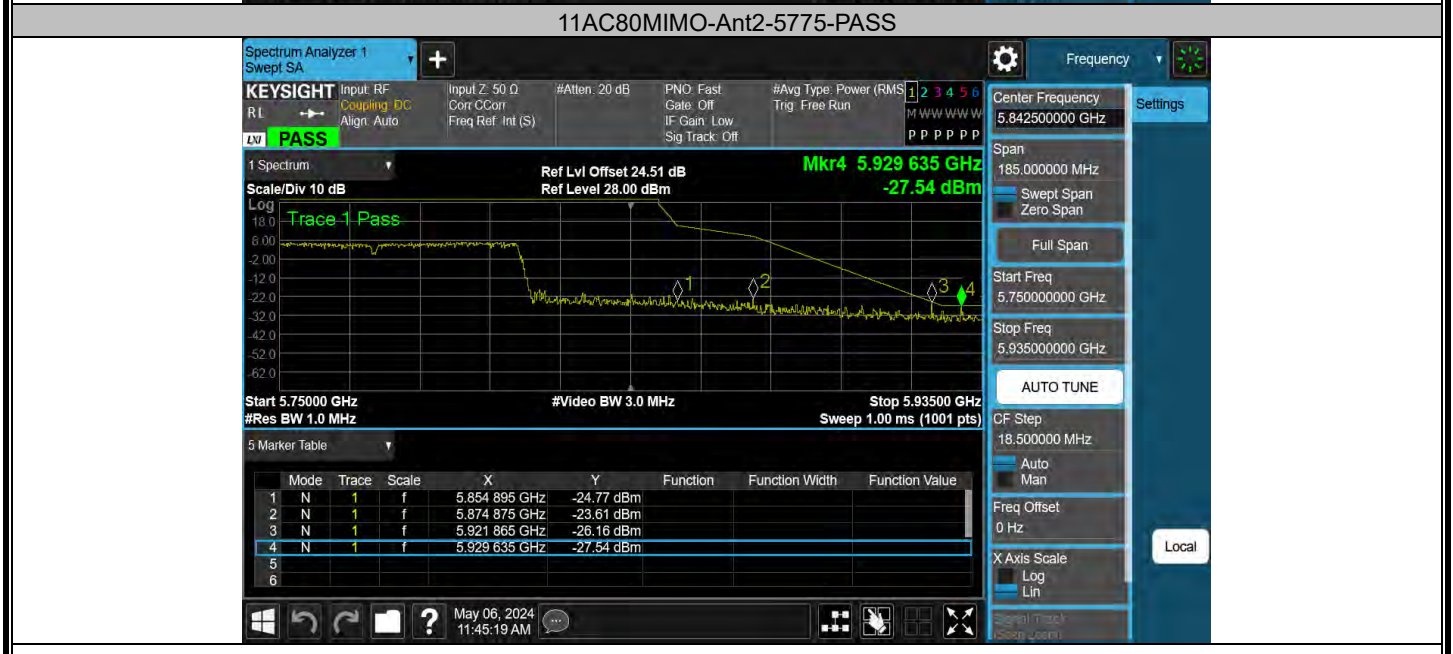 11AC80MIMO-Ant2-5775-PASS
Spectrum Analyzer 1
Swept SA
+
Frequency
KEYSIGHT
RL
LXI
PASS
Input: RF
Coupling: DC
Align: Auto
Input Z: 50 Ω
Corr CCorr
Freq Ref: Int (S)
#Atten: 20 dB
PNO: Fast
Gate: Off
IF Gain: Low
Sig Track: Off
#Avg Type: Power (RMS
Trig: Free Run
1 2 3 4 5 6
M W W W W W
P P P P P P
Center Frequency
5.842500000 GHz
Settings
Span
185.000000 MHz
Swept Span
Zero Span
Full Span
Start Freq
5.750000000 GHz
Stop Freq
5.935000000 GHz
AUTO TUNE
CF Step
18.500000 MHz
Auto
Man
Freq Offset
0 Hz
X Axis Scale
Log
Lin
Signal Track
(Span Zoom)
Local
1 Spectrum
Scale/Div 10 dB
Ref Lvl Offset 24.51 dB
Ref Level 28.00 dBm
Mkr4 5.929 635 GHz
-27.54 dBm
Log
Trace 1 Pass
18.0
8.00
-2.00
-12.0
-22.0
-32.0
-42.0
-52.0
-62.0
1
2
3
4
Start 5.75000 GHz
#Res BW 1.0 MHz
#Video BW 3.0 MHz
Stop 5.93500 GHz
Sweep 1.00 ms (1001 pts)
5 Marker Table
Mode Trace Scale X Y Function Function Width Function Value
1 N 1 f 5.854 895 GHz -24.77 dBm
2 N 1 f 5.874 875 GHz -23.61 dBm
3 N 1 f 5.921 865 GHz -26.16 dBm
4 N 1 f 5.929 635 GHz -27.54 dBm
5
6
?
May 06, 2024
11:45:19 AM